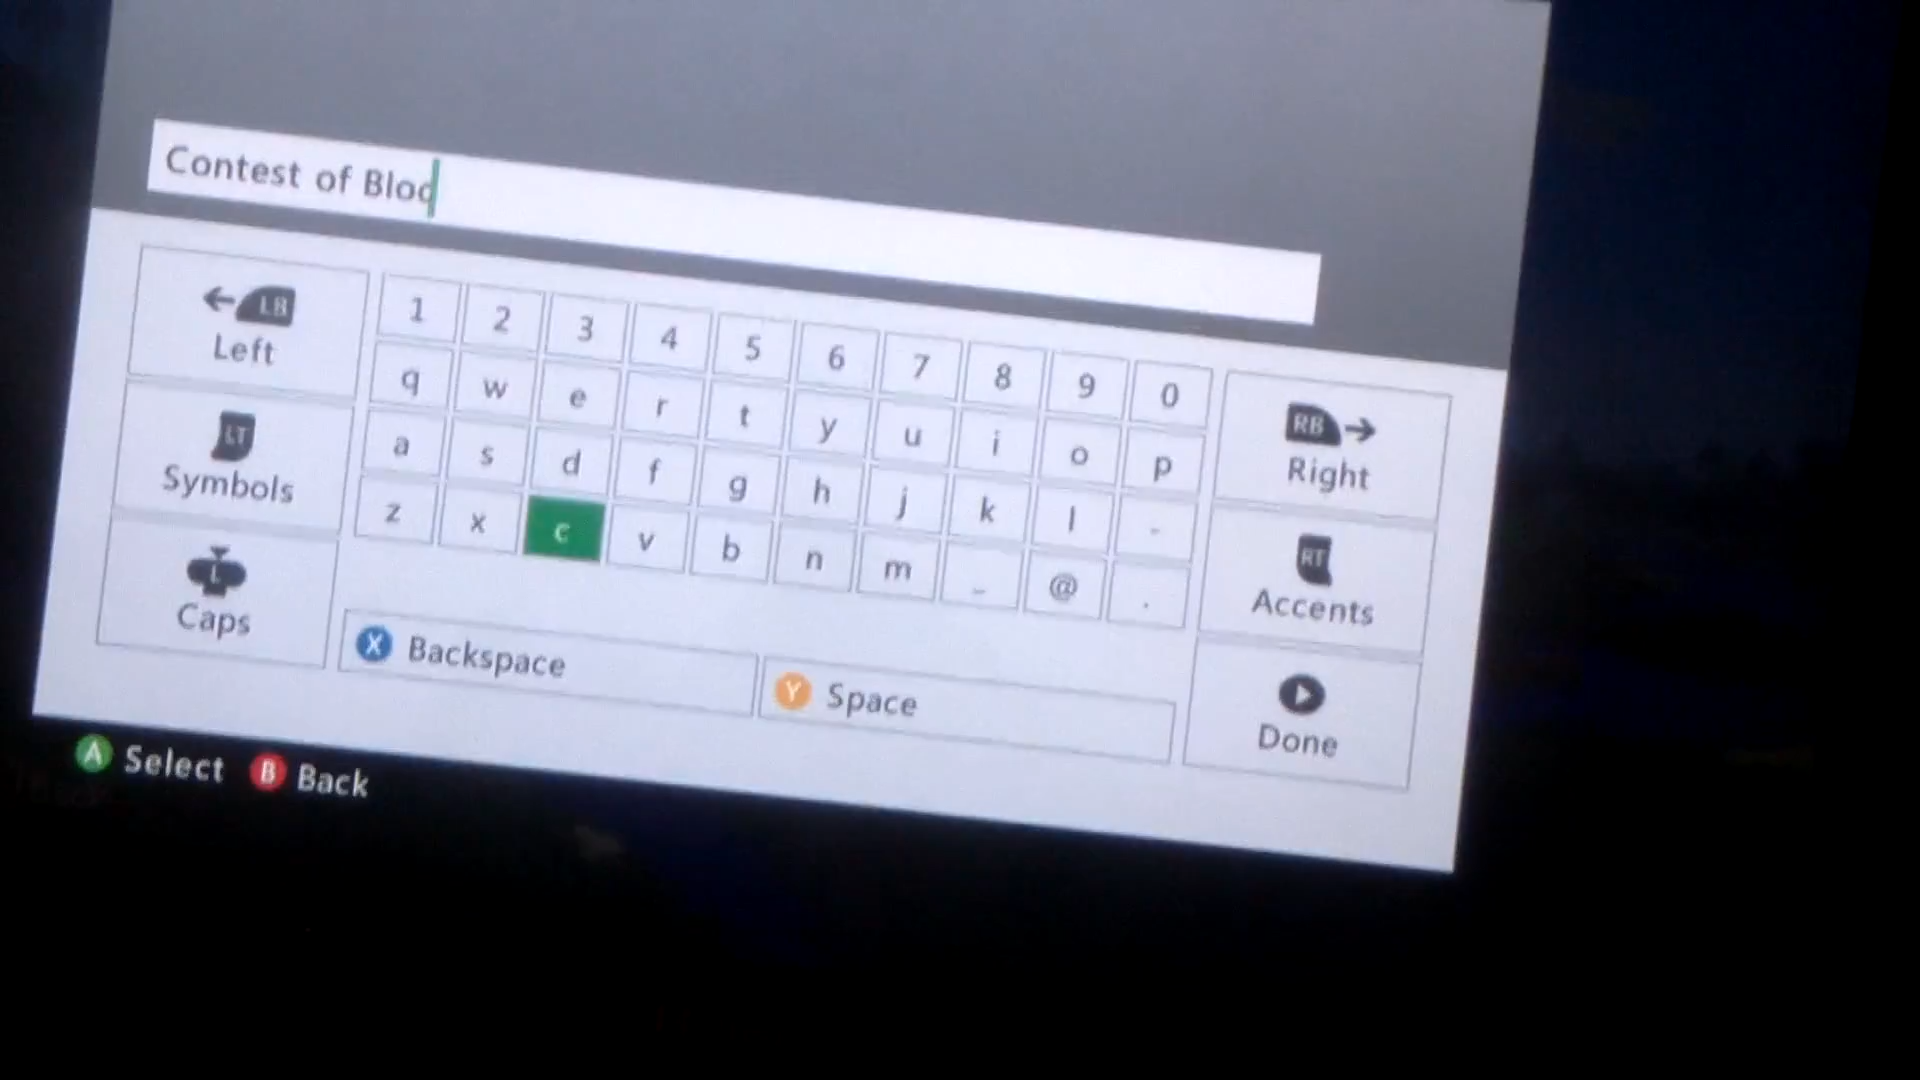 Contest of Bloc
LB
Left
1 2 3 4 5 6 7 8 9 0
RB
Right
q w e r t y u i o p
LT
Symbols
a s d f g h j k l -
RT
Accents
z x c v b n m _ @ .
L
Caps
X Backspace
Y Space
Done
A Select B Back